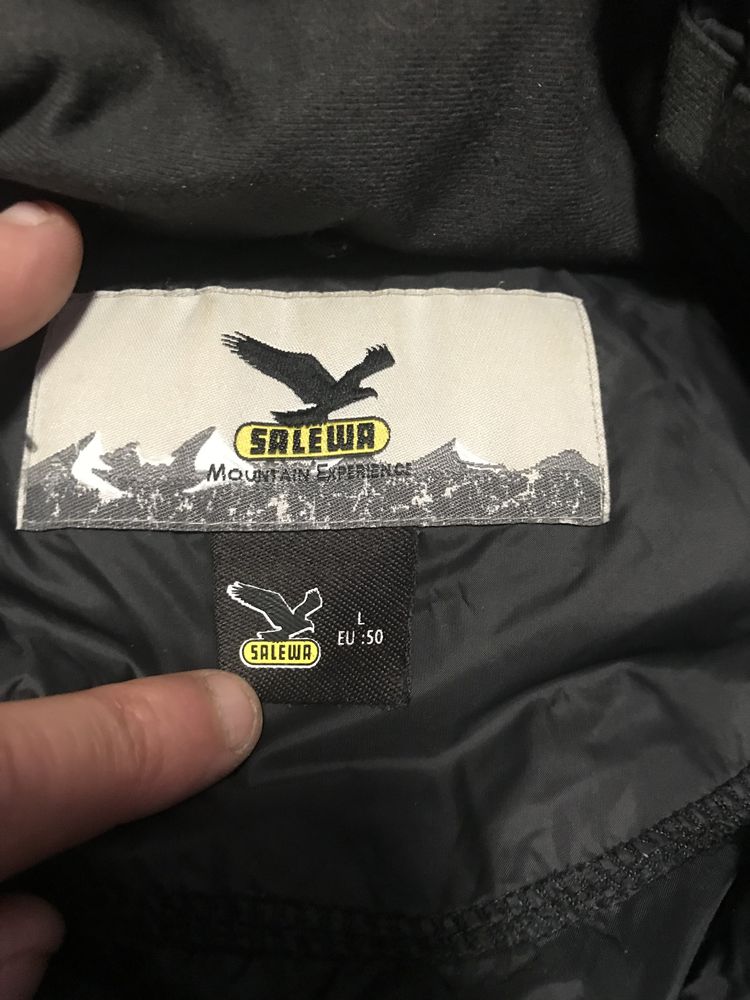 SALEWA
MOUNTAIN EXPERIENCE
L
EU :50
SALEWA